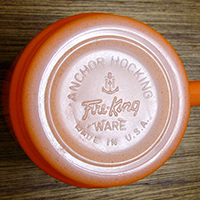 ANCHOR HOCKING
Fire-King
WARE
MADE IN U.S.A.